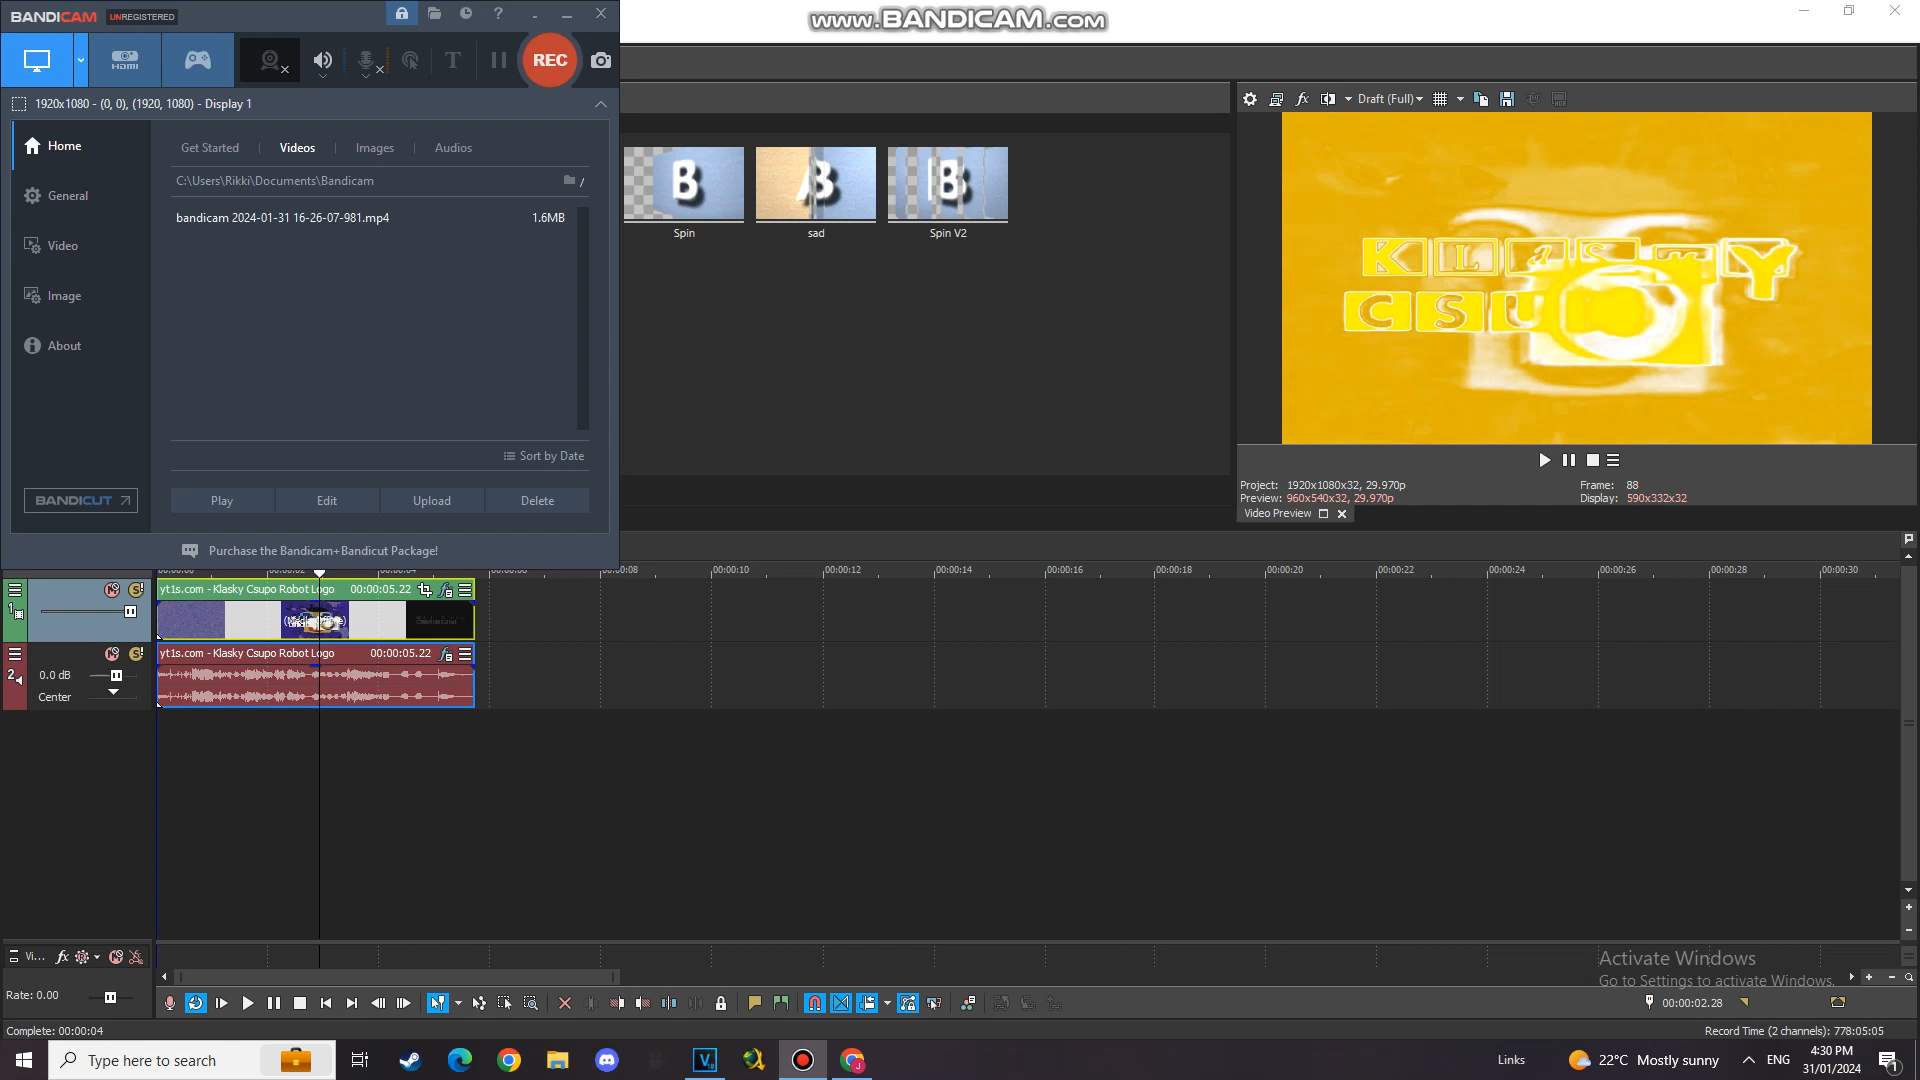 BANDICAM UNREGISTERED
www.BANDICAM.com
HDMI
REC
T
1920x1080 - (0, 0), (1920, 1080) - Display 1
Home
General
Video
Image
About
BANDICUT
Get Started
Videos
Images
Audios
C:\Users\Rikki\Documents\Bandicam
bandicam 2024-01-31 16-26-07-981.mp4 1.6MB
Sort by Date
Play
Edit
Upload
Delete
Purchase the Bandicam+Bandicut Package!
Spin
sad
Spin V2
fx
Draft (Full)
KLasmY
CSU
Project: 1920x1080x32, 29.970p
Preview: 960x540x32, 29.970p
Frame: 88
Display: 590x332x32
Video Preview
00:00:08 00:00:10 00:00:12 00:00:14 00:00:16 00:00:18 00:00:20 00:00:22 00:00:24 00:00:26 00:00:28 00:00:30
1
yt1s.com - Klasky Csupo Robot Logo 00:00:05.22
2
0.0 dB
Center
yt1s.com - Klasky Csupo Robot Logo 00:00:05.22
Vi...
fx
Rate: 0.00
Activate Windows
Go to Settings to activate Windows.
00:00:02.28
Complete: 00:00:04
Record Time (2 channels): 778:05:05
Type here to search
Links
22°C Mostly sunny
ENG
4:30 PM
31/01/2024
1